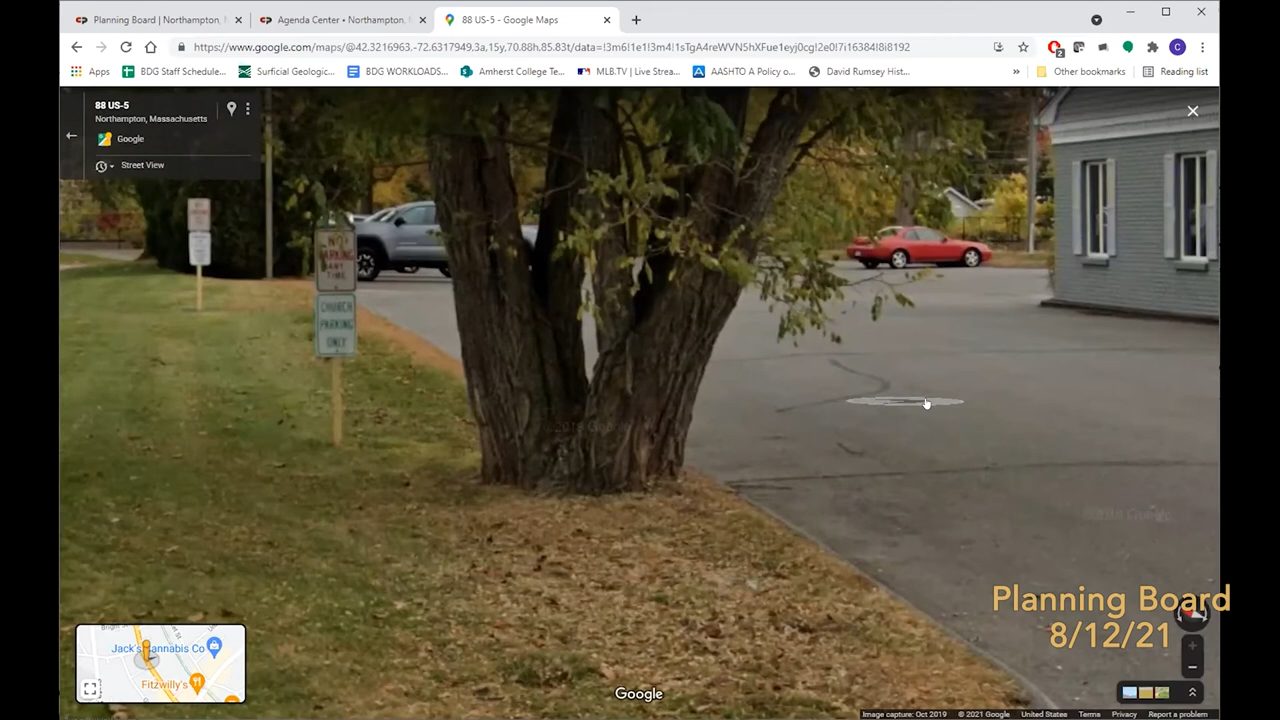 Planning Board | Northampton, M
Agenda Center • Northampton, M
88 US-5 - Google Maps
https://www.google.com/maps/@42.3216963,-72.6317949,3a,15y,70.88h,85.83t/data=!3m6!1e1!3m4!1sTgA4reWVN5hXFue1eyj0cg!2e0!7i16384!8i8192
2
C
Apps
BDG Staff Schedule...
Surficial Geologic...
BDG WORKLOADS...
Amherst College Te...
MLB.TV | Live Strea...
AASHTO A Policy o...
David Rumsey Hist...
»
Other bookmarks
Reading list
88 US-5
Northampton, Massachusetts
Google
Street View
NO
PARKING
ANY
TIME
CHURCH
PARKING
ONLY
Planning Board
8/12/21
Jack's Cannabis Co
Fitzwilly's
Google
Image capture: Oct 2019 © 2021 Google United States Terms Privacy Report a problem